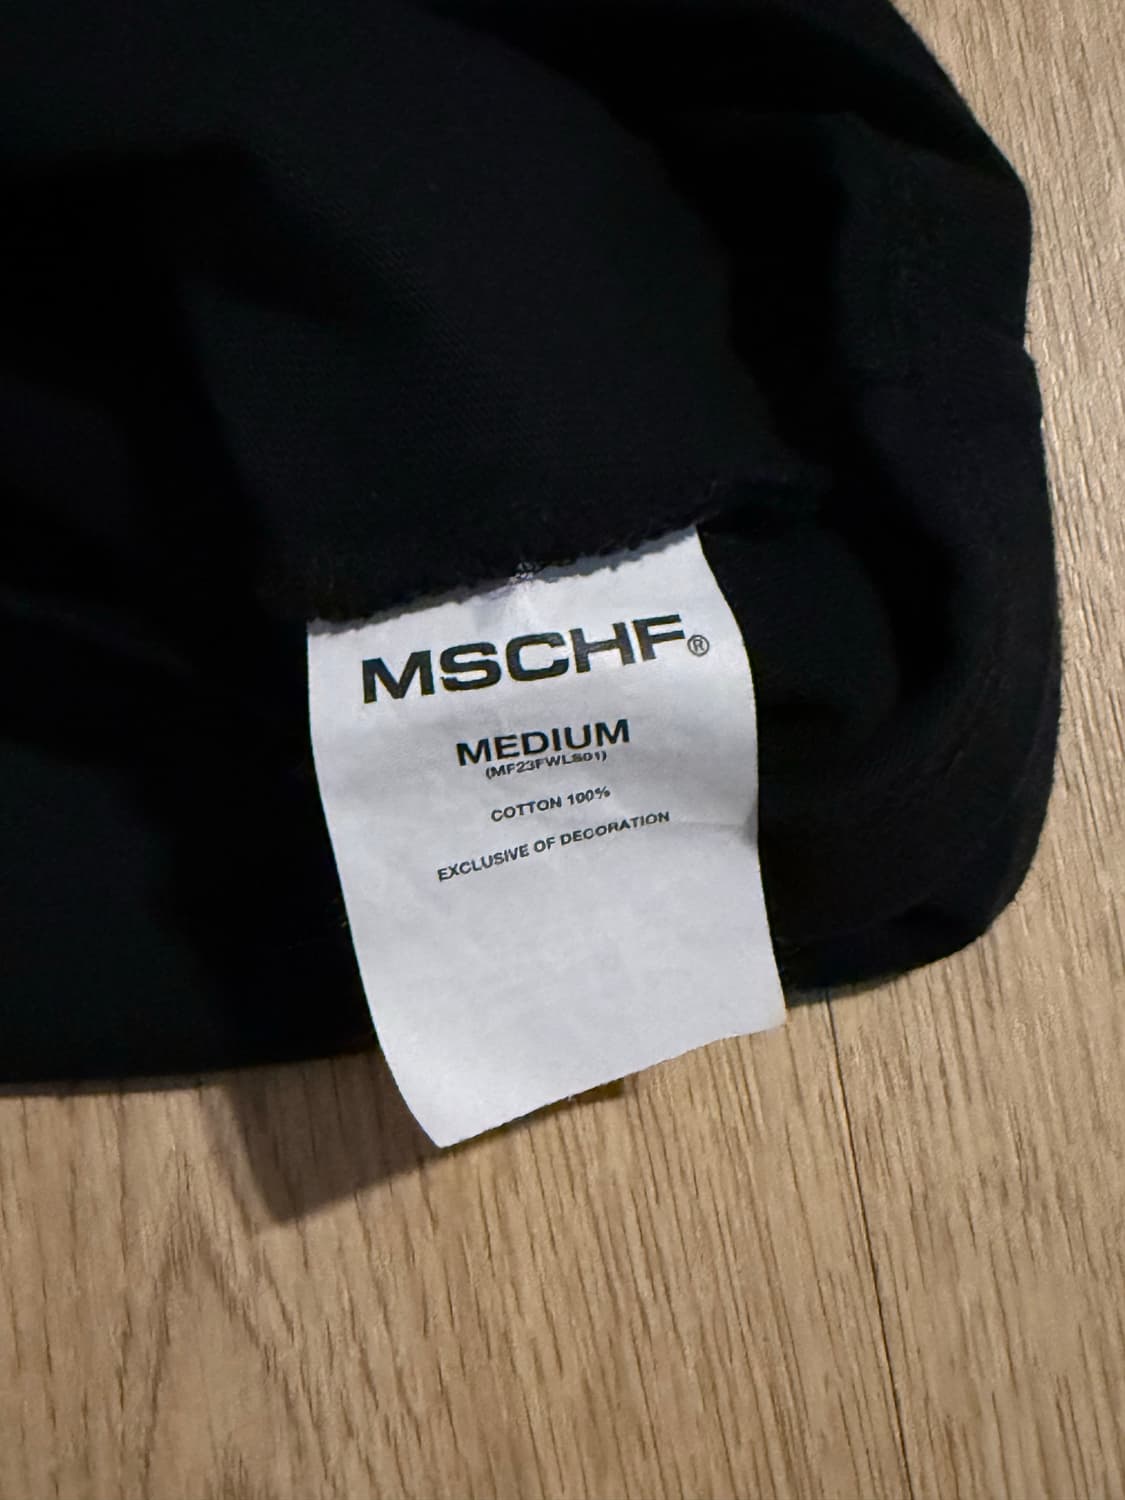 MSCHF®
MEDIUM
(MF23FWLS01)
COTTON 100%
EXCLUSIVE OF DECORATION